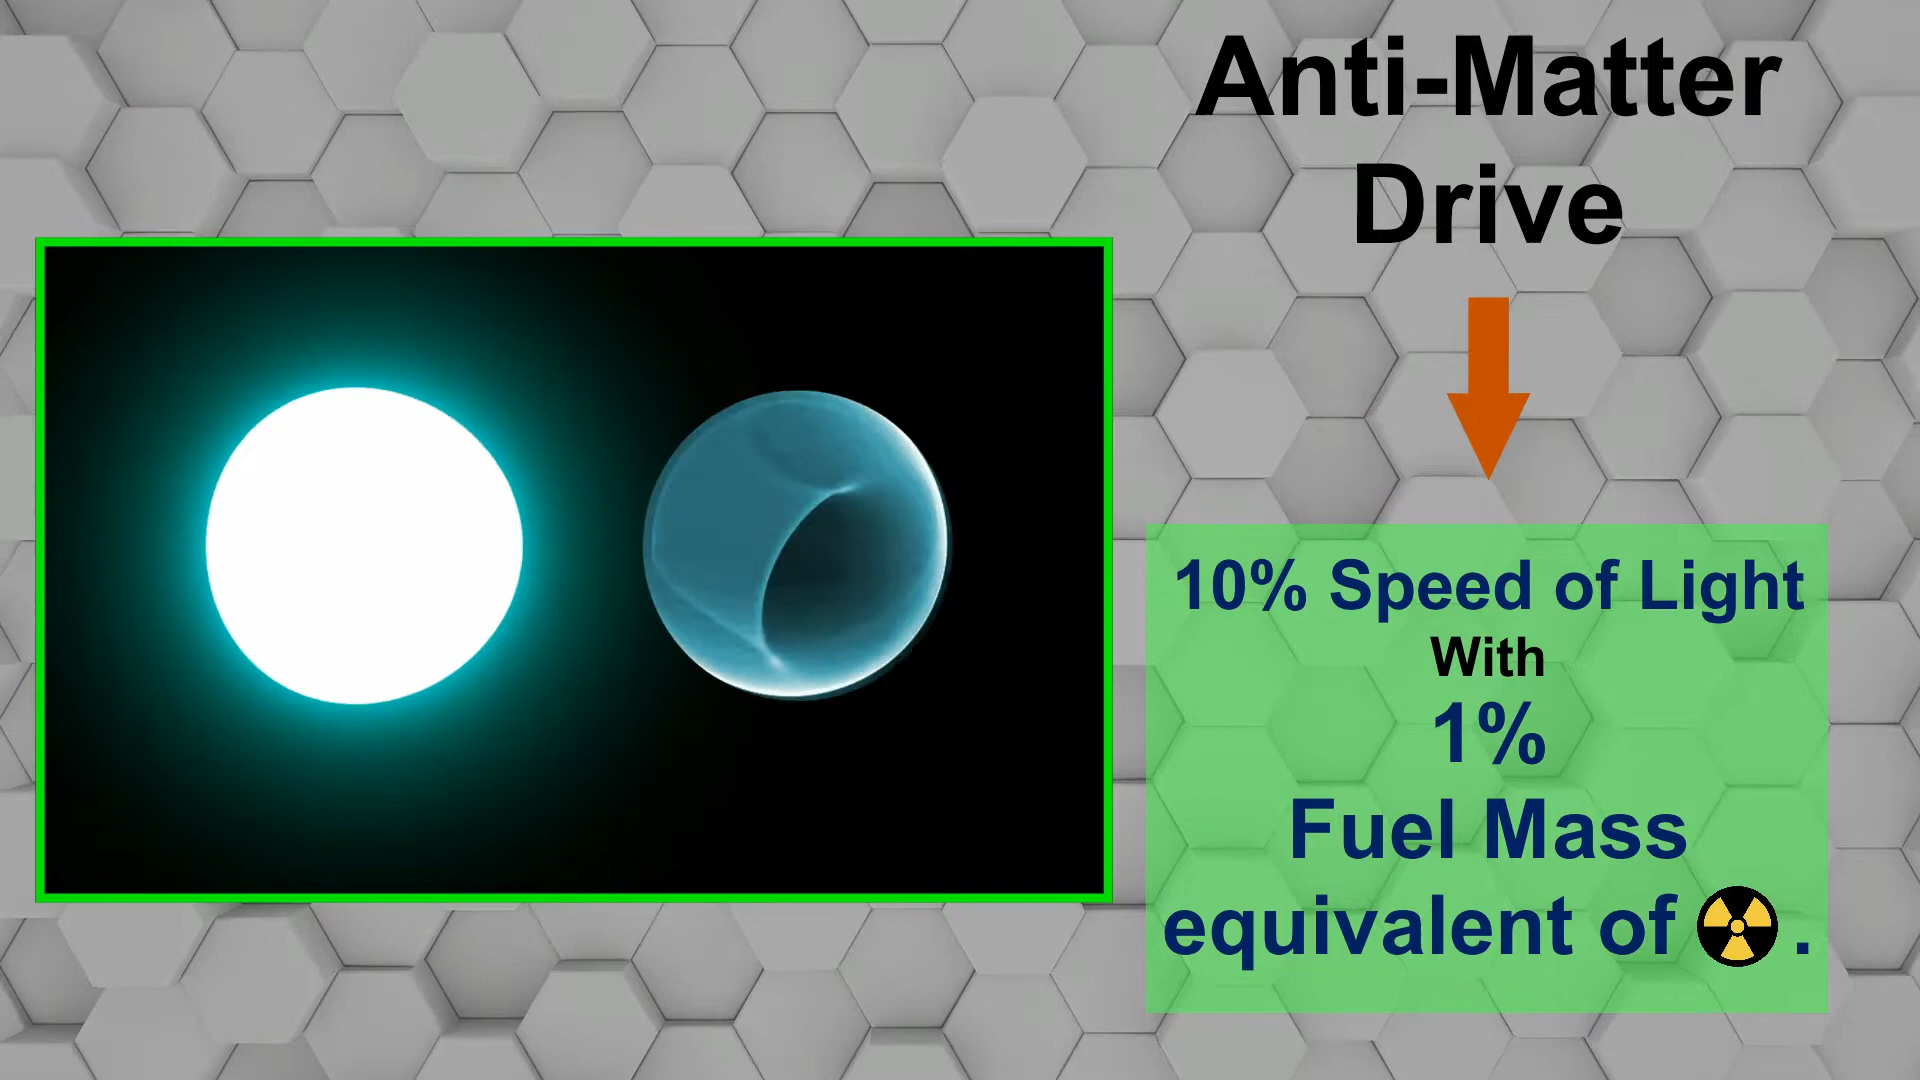 Anti-Matter
Drive
10% Speed of Light
With
1%
Fuel Mass
equivalent of ☢.